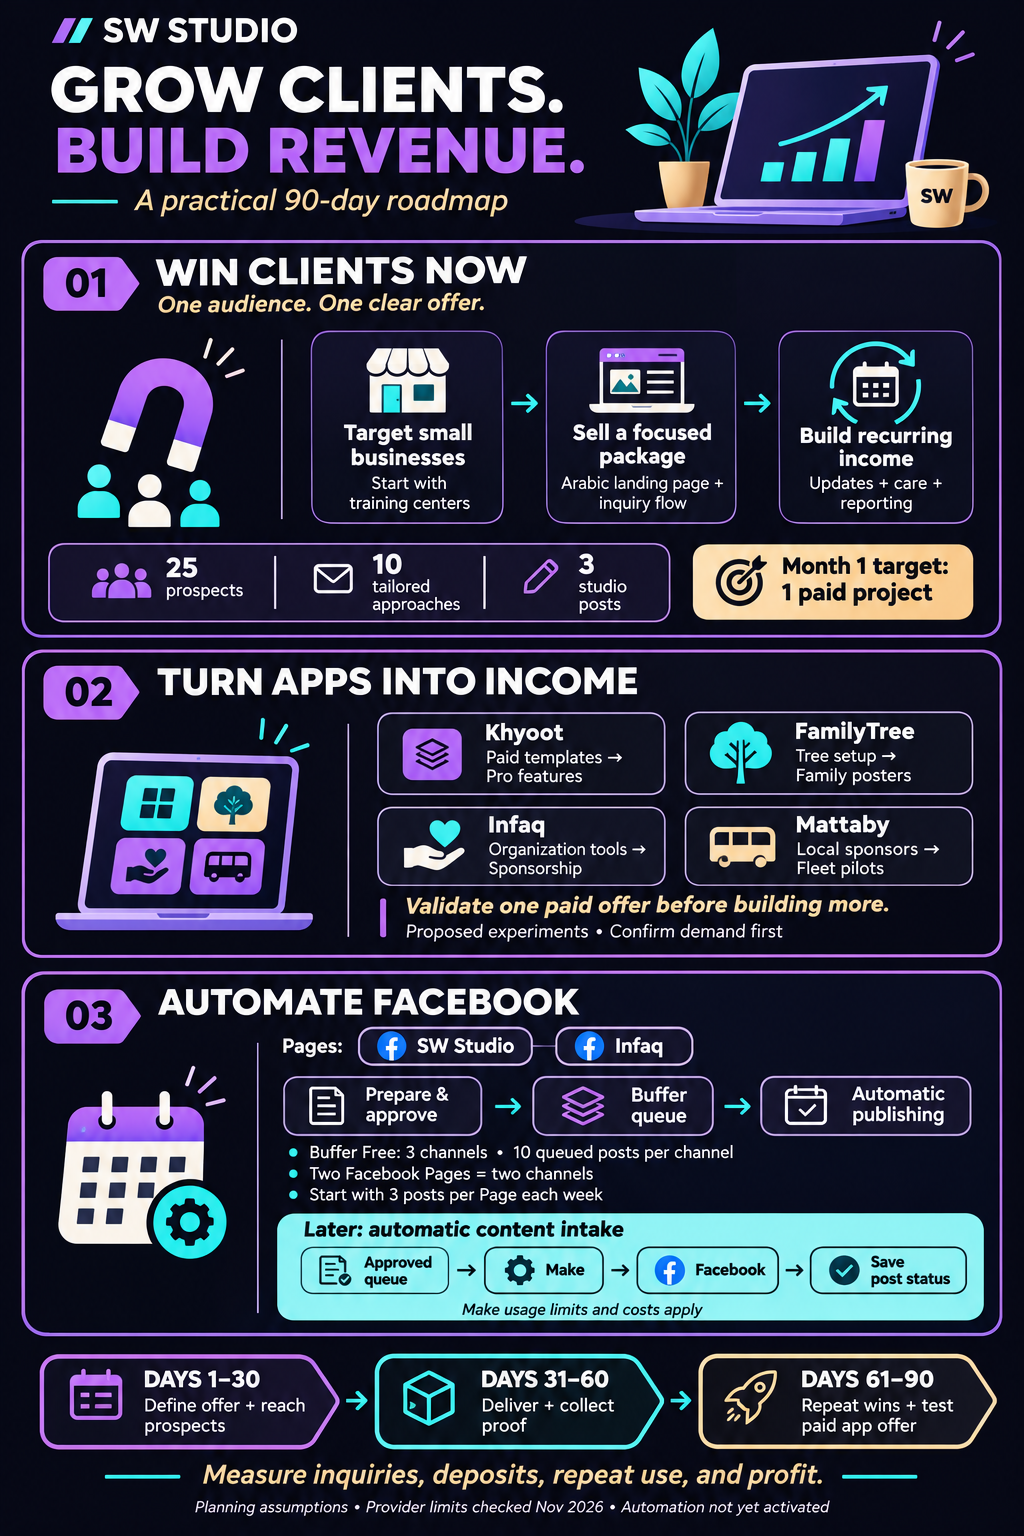 SW STUDIO
GROW CLIENTS.
BUILD REVENUE.
A practical 90-day roadmap
SW
01
WIN CLIENTS NOW
One audience. One clear offer.
Target small
businesses
Start with
training centers
→
Sell a focused
package
Arabic landing page +
inquiry flow
→
Build recurring
income
Updates + care +
reporting
25
prospects
10
tailored
approaches
3
studio
posts
Month 1 target:
1 paid project
02
TURN APPS INTO INCOME
Khyoot
Paid templates →
Pro features
FamilyTree
Tree setup →
Family posters
Infaq
Organization tools →
Sponsorship
Mattaby
Local sponsors →
Fleet pilots
Validate one paid offer before building more.
Proposed experiments • Confirm demand first
03
AUTOMATE FACEBOOK
Pages:
SW Studio
Infaq
Prepare &
approve
→
Buffer
queue
→
Automatic
publishing
• Buffer Free: 3 channels • 10 queued posts per channel
• Two Facebook Pages = two channels
• Start with 3 posts per Page each week
Later: automatic content intake
Approved
queue
→
Make
→
Facebook
→
Save
post status
Make usage limits and costs apply
DAYS 1–30
Define offer + reach
prospects
→
DAYS 31–60
Deliver + collect
proof
→
DAYS 61–90
Repeat wins + test
paid app offer
Measure inquiries, deposits, repeat use, and profit.
Planning assumptions • Provider limits checked Nov 2026 • Automation not yet activated